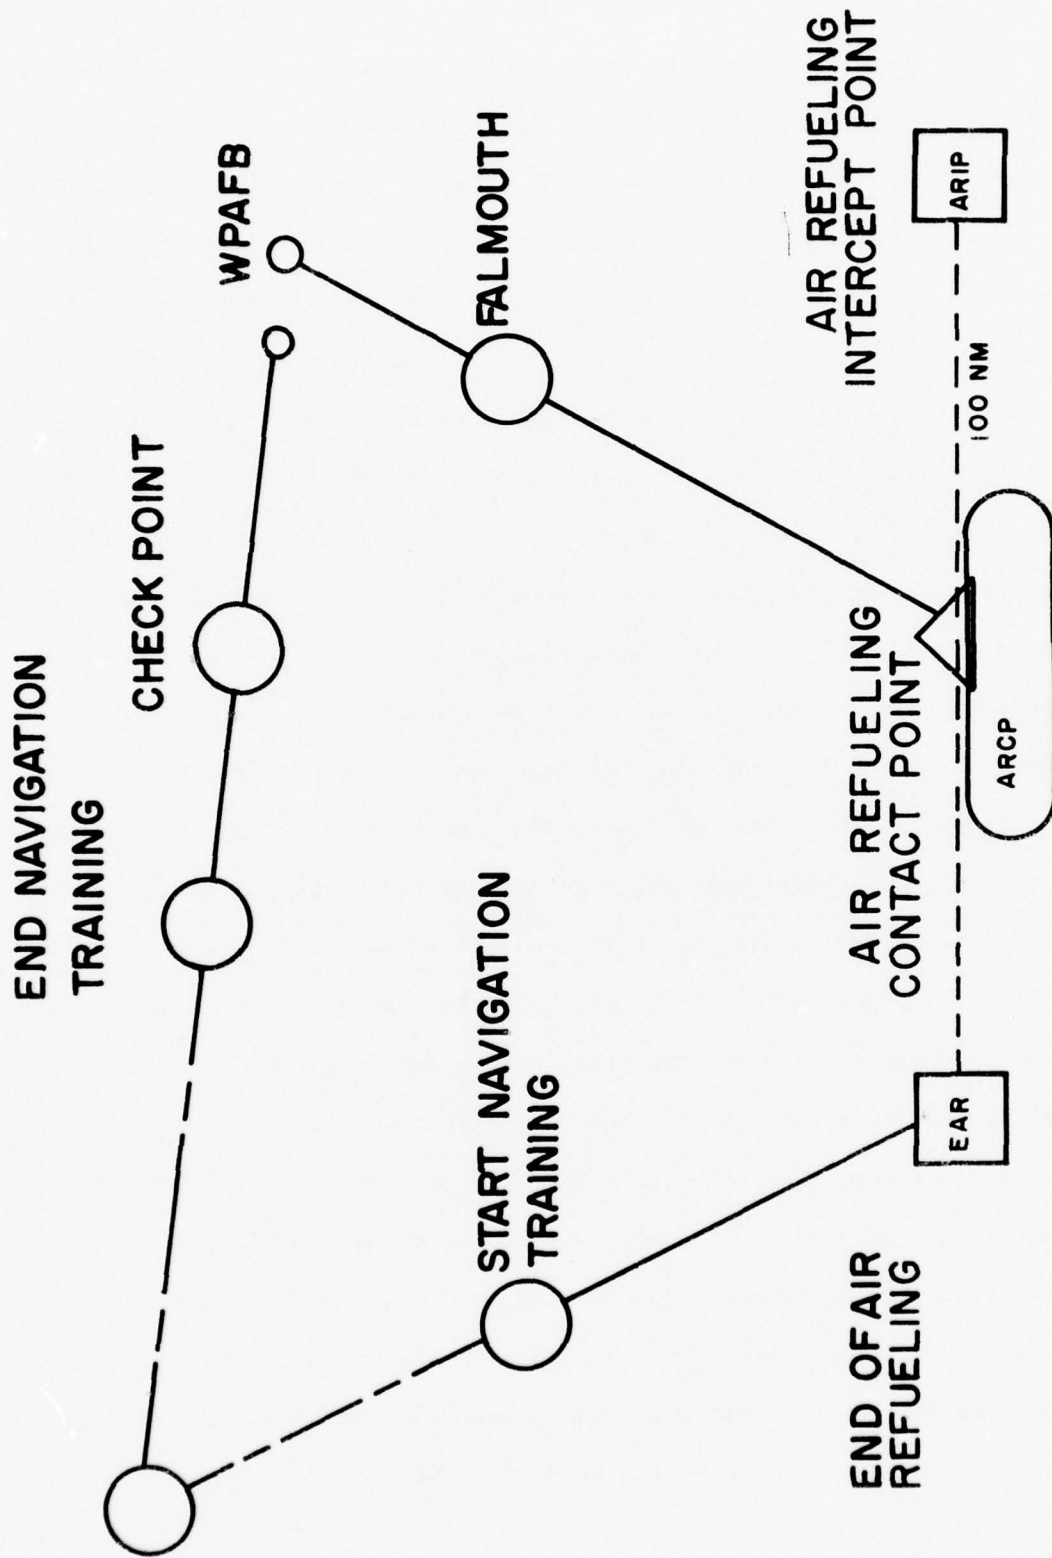 END NAVIGATION
TRAINING
CHECK POINT
WPAFB
START NAVIGATION
TRAINING
FALMOUTH
END OF AIR
REFUELING
AIR REFUELING
CONTACT POINT
AIR REFUELING
INTERCEPT POINT
EAR
ARIP
100 NM
ARCP